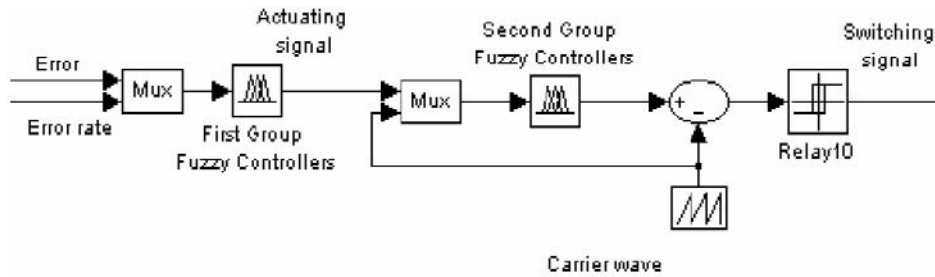 Error
Error rate
Mux
Actuating
signal
First Group
Fuzzy Controllers
Mux
Second Group
Fuzzy Controllers
+
-
Carrier wave
Switching
signal
Relay10